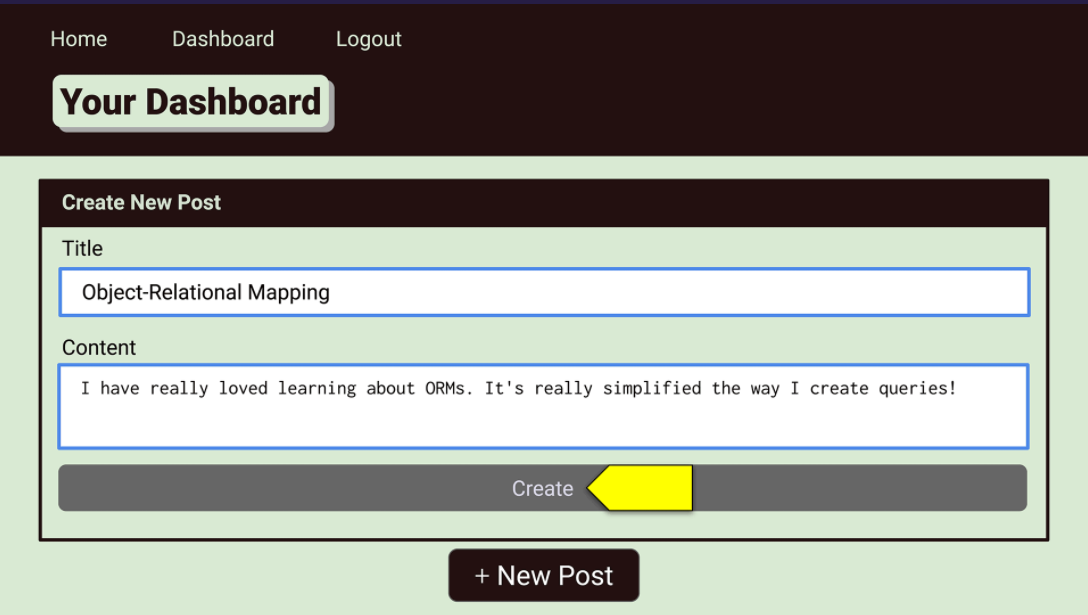 Home Dashboard Logout
Your Dashboard
Create New Post
Title
Object-Relational Mapping
Content
I have really loved learning about ORMs. It's really simplified the way I create queries!
Create
+ New Post